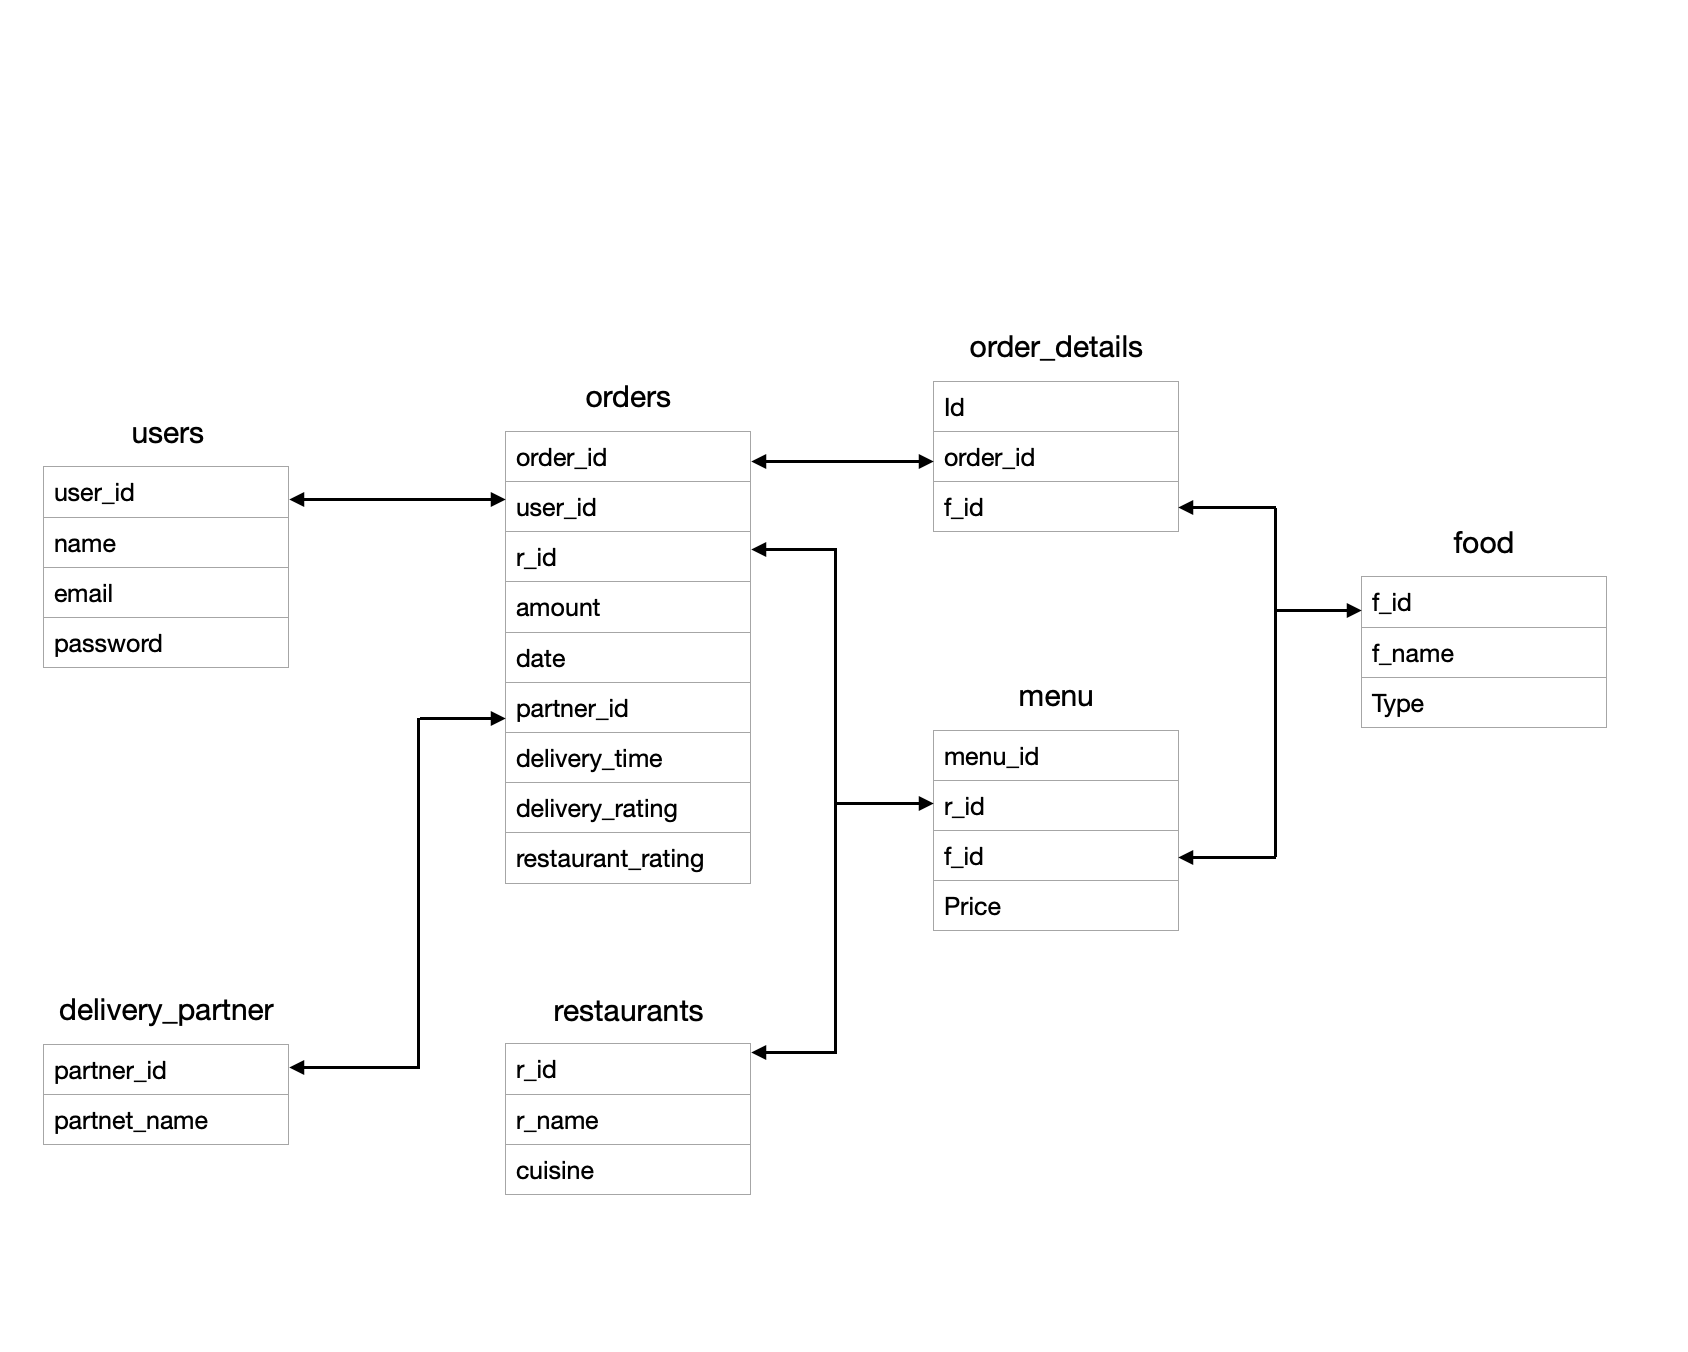 users
user_id
name
email
password
orders
order_id
user_id
r_id
amount
date
partner_id
delivery_time
delivery_rating
restaurant_rating
order_details
Id
order_id
f_id
food
f_id
f_name
Type
menu
menu_id
r_id
f_id
Price
delivery_partner
partner_id
partnet_name
restaurants
r_id
r_name
cuisine